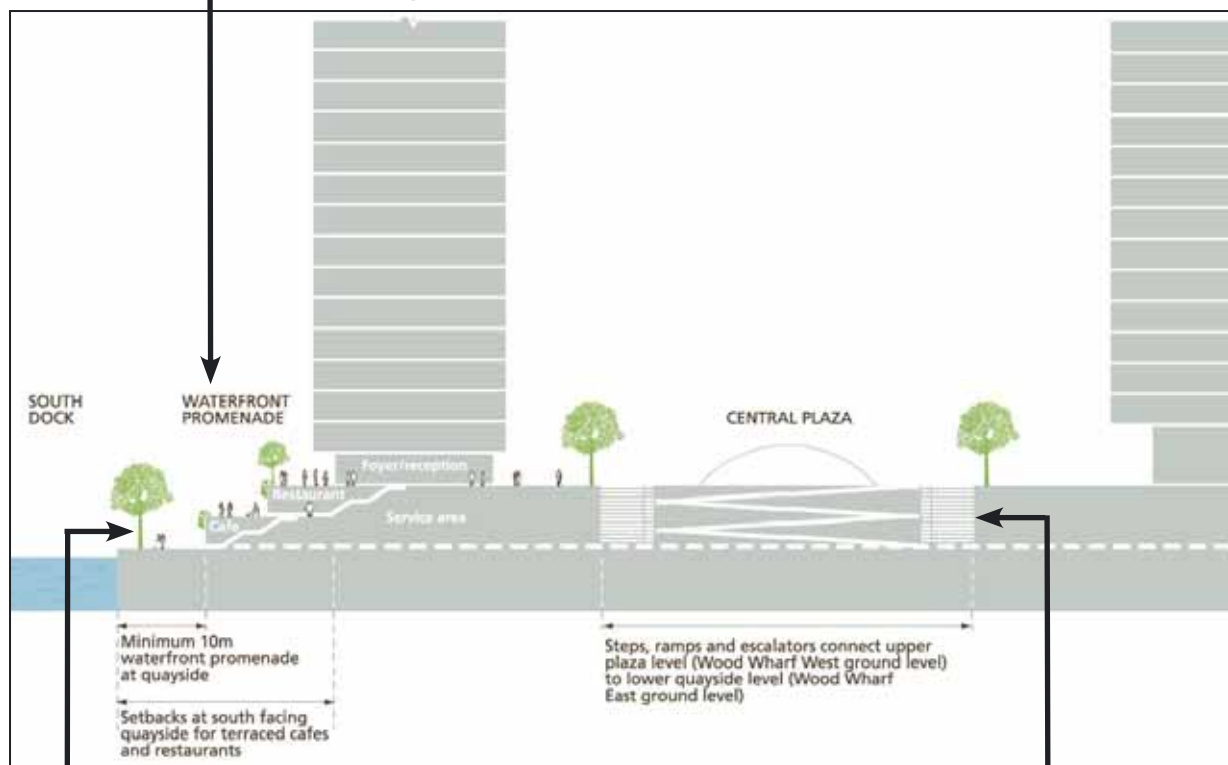 SOUTH
DOCK
WATERFRONT
PROMENADE
CENTRAL PLAZA
Foyer/reception
Restaurant
Cafe
Service area
Minimum 10m
waterfront promenade
at quayside
Setbacks at south facing
quayside for terraced cafes
and restaurants
Steps, ramps and escalators connect upper
plaza level (Wood Wharf West ground level)
to lower quayside level (Wood Wharf
East ground level)